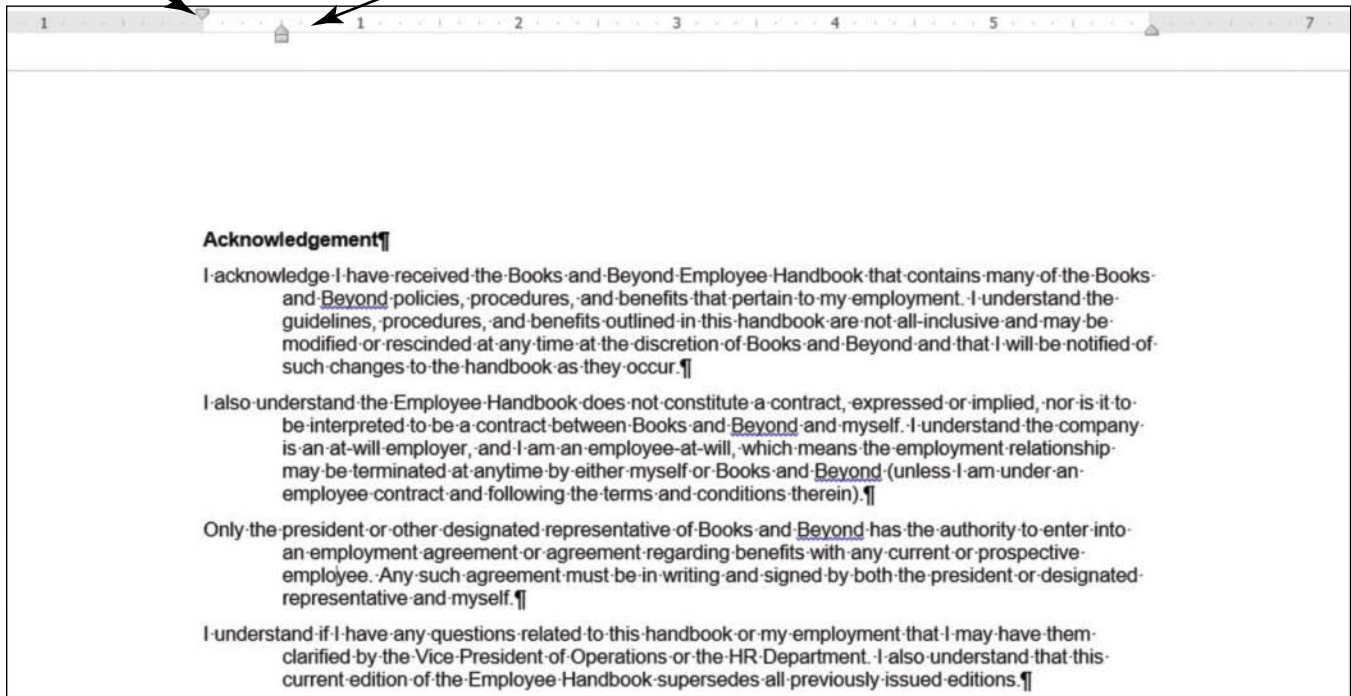 1 1 2 3 4 5 7
Acknowledgement¶
I·acknowledge·I·have·received·the·Books·and·Beyond·Employee·Handbook·that·contains·many·of·the·Books·
and·Beyond·policies,·procedures,·and·benefits·that·pertain·to·my·employment.·I·understand·the·
guidelines,·procedures,·and·benefits·outlined·in·this·handbook·are·not·all-inclusive·and·may·be·
modified·or·rescinded·at·any·time·at·the·discretion·of·Books·and·Beyond·and·that·I·will·be·notified·of·
such·changes·to·the·handbook·as·they·occur.¶
I·also·understand·the·Employee·Handbook·does·not·constitute·a·contract,·expressed·or·implied,·nor·is·it·to·
be·interpreted·to·be·a·contract·between·Books·and·Beyond·and·myself.·I·understand·the·company·
is·an·at-will·employer,·and·I·am·an·employee·at-will,·which·means·the·employment·relationship·
may·be·terminated·at·anytime·by·either·myself·or·Books·and·Beyond·(unless·I·am·under·an·
employee·contract·and·following·the·terms·and·conditions·therein).¶
Only·the·president·or·other·designated·representative·of·Books·and·Beyond·has·the·authority·to·enter·into·
an·employment·agreement·or·agreement·regarding·benefits·with·any·current·or·prospective·
employee.·Any·such·agreement·must·be·in·writing·and·signed·by·both·the·president·or·designated·
representative·and·myself.¶
I·understand·if·I·have·any·questions·related·to·this·handbook·or·my·employment·that·I·may·have·them·
clarified·by·the·Vice·President·of·Operations·or·the·HR·Department.·I·also·understand·that·this·
current·edition·of·the·Employee·Handbook·supersedes·all·previously·issued·editions.¶